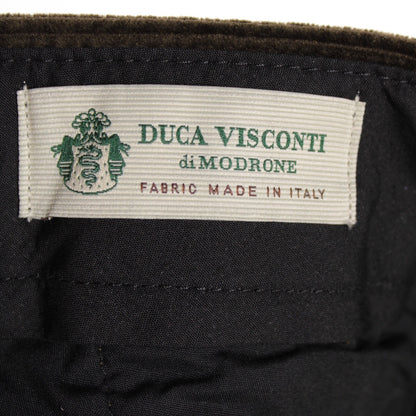 DUCA VISCONTI
di MODRONE
FABRIC MADE IN ITALY